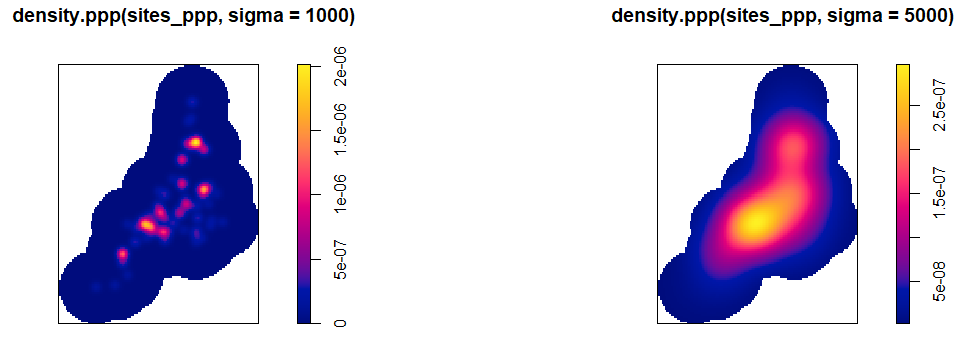 density.ppp(sites_ppp, sigma = 1000)
0
5e-07
1e-06
1.5e-06
2e-06
density.ppp(sites_ppp, sigma = 5000)
5e-08
1.5e-07
2.5e-07